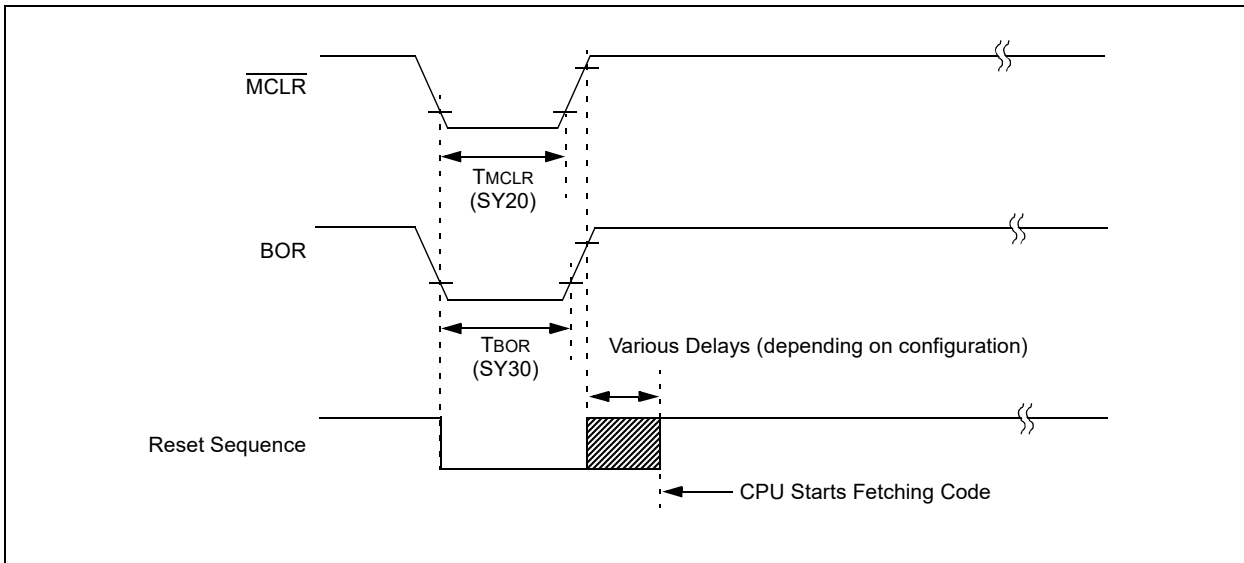 MCLR
TMCLR
(SY20)
BOR
TBOR
(SY30)
Various Delays (depending on configuration)
Reset Sequence
CPU Starts Fetching Code